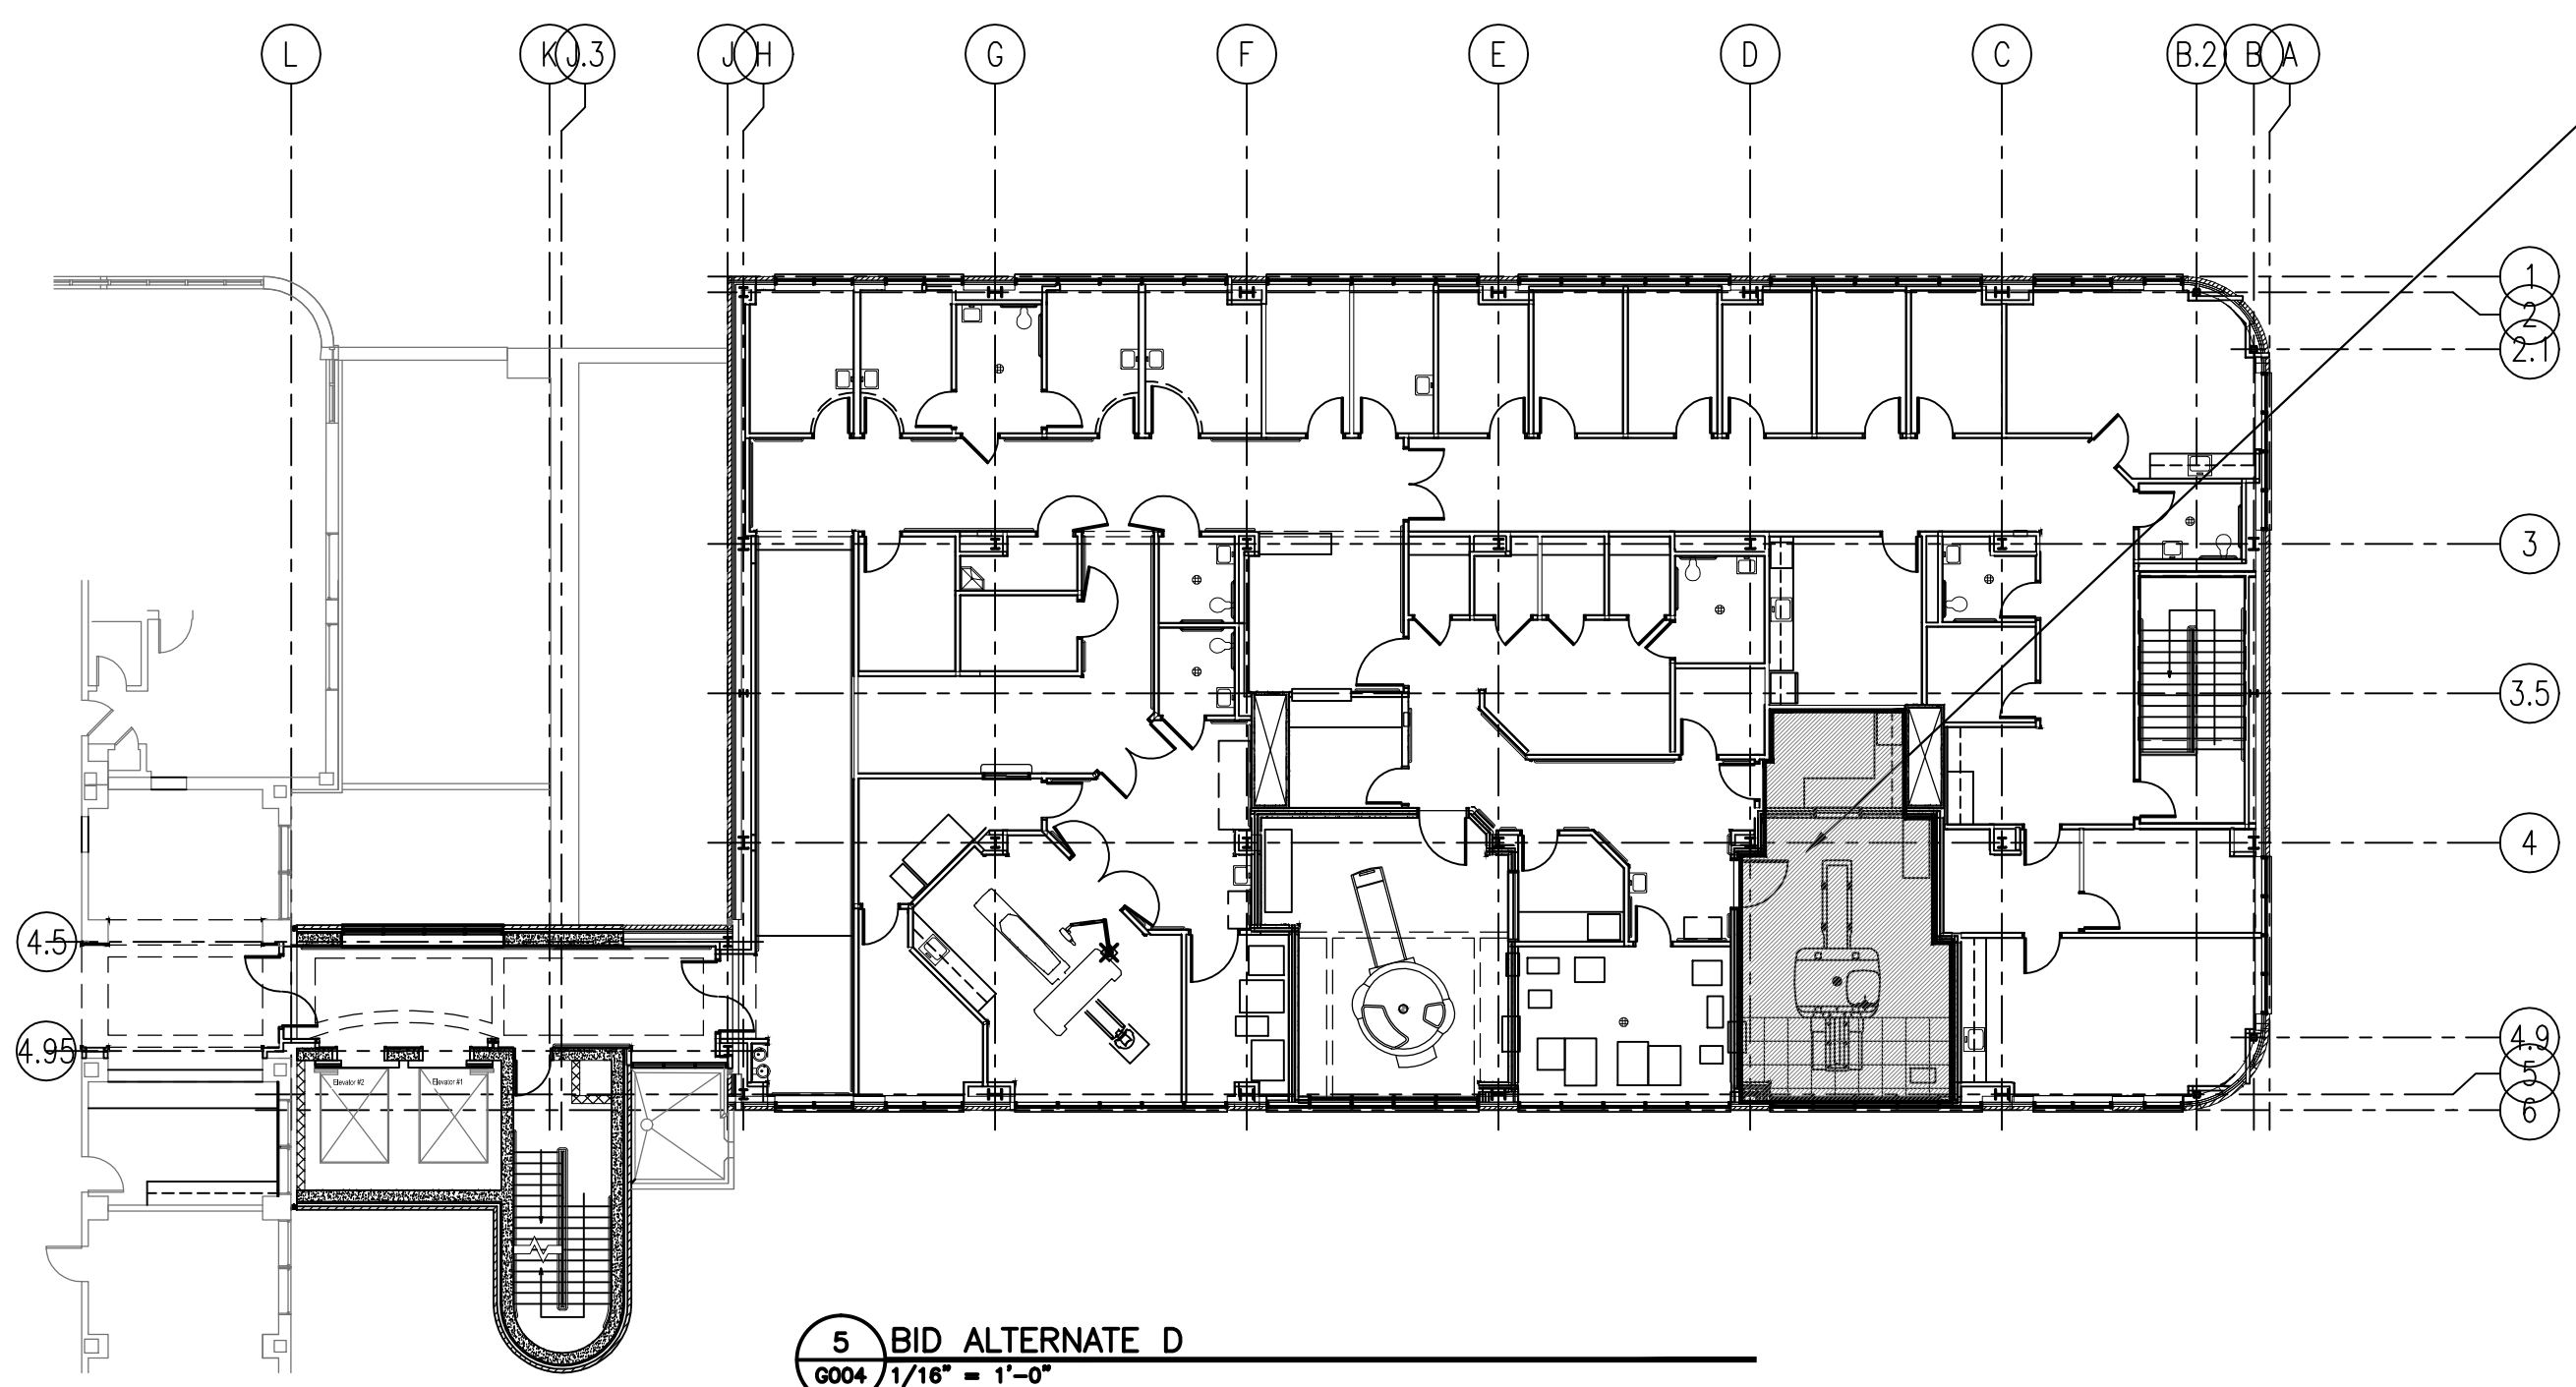 L K J.3 J H G F E D C B.2 B A
1
2
2.1
3
3.5
4
4.5
4.9
4.95
5
6
Elevator #2 Elevator #1
5 BID ALTERNATE D
G004 1/16" = 1'-0"